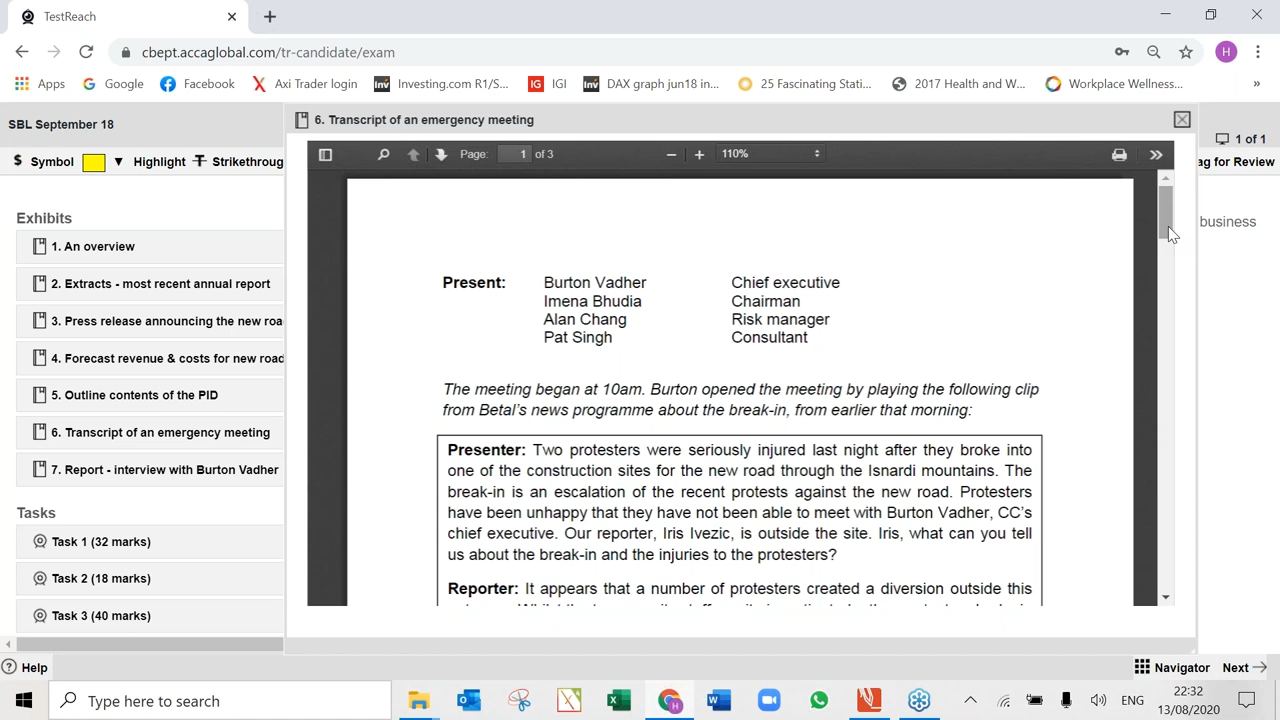 TestReach
cbept.accaglobal.com/tr-candidate/exam
H
Apps Google Facebook Axi Trader login Investing.com R1/S... IGI DAX graph jun18 in... 25 Fascinating Stati... 2017 Health and W... Workplace Wellness... »
SBL September 18
6. Transcript of an emergency meeting
1 of 1
$ Symbol Highlight Strikethroug
ag for Review
Page: 1 of 3 110%
Exhibits
1. An overview
2. Extracts - most recent annual report
3. Press release announcing the new roa
4. Forecast revenue & costs for new road
5. Outline contents of the PID
6. Transcript of an emergency meeting
7. Report - interview with Burton Vadher
Tasks
Task 1 (32 marks)
Task 2 (18 marks)
Task 3 (40 marks)
business
Present: Burton Vadher Chief executive
Imena Bhudia Chairman
Alan Chang Risk manager
Pat Singh Consultant
The meeting began at 10am. Burton opened the meeting by playing the following clip
from Betal's news programme about the break-in, from earlier that morning:
Presenter: Two protesters were seriously injured last night after they broke into
one of the construction sites for the new road through the Isnardi mountains. The
break-in is an escalation of the recent protests against the new road. Protesters
have been unhappy that they have not been able to meet with Burton Vadher, CC's
chief executive. Our reporter, Iris Ivezic, is outside the site. Iris, what can you tell
us about the break-in and the injuries to the protesters?
Reporter: It appears that a number of protesters created a diversion outside this
Help
Navigator Next
Type here to search
ENG
22:32
13/08/2020